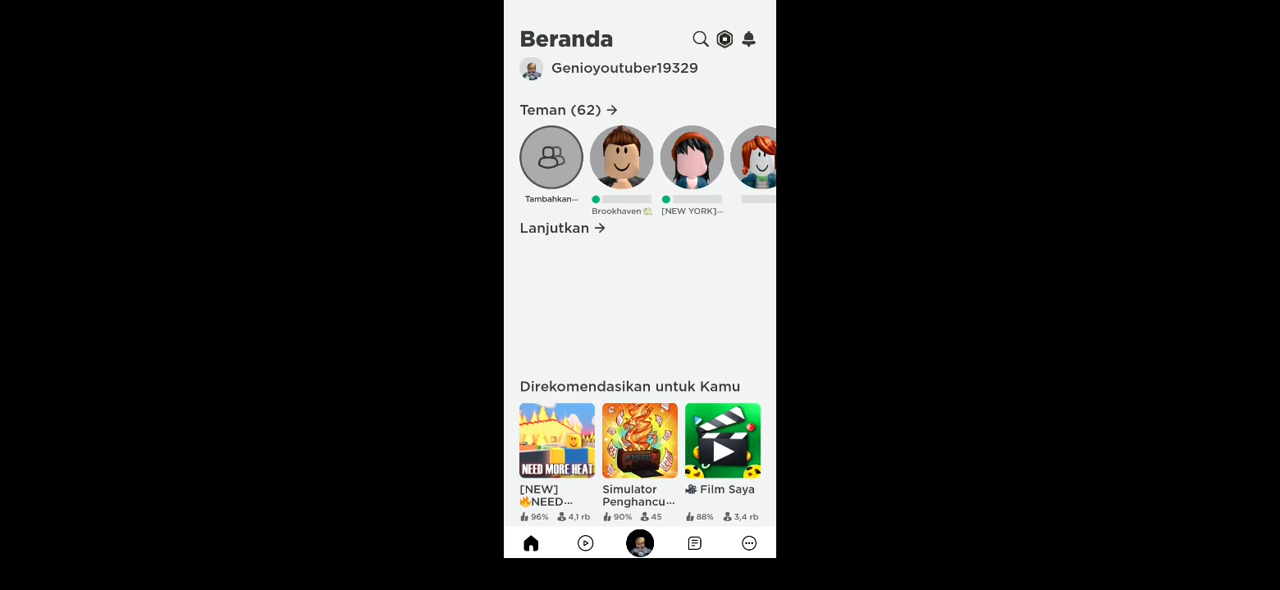 Beranda
Genioyoutuber19329
Teman (62) →
Tambahkan...
Brookhaven 🏡
[NEW YORK]...
Lanjutkan →
Direkomendasikan untuk Kamu
NEED MORE HEAT
[NEW]
🔥NEED...
96% 4,1 rb
Simulator
Penghancu...
90% 45
🎥 Film Saya
88% 3,4 rb